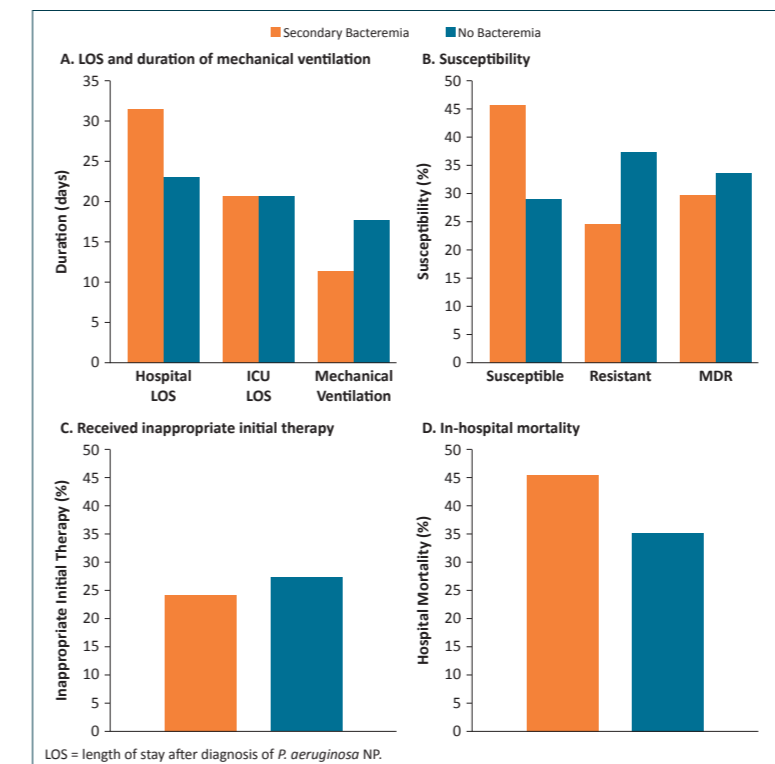 Secondary Bacteremia No Bacteremia
A. LOS and duration of mechanical ventilation
35
30
25
20
15
10
5
0
Duration (days)
Hospital LOS
ICU LOS
Mechanical Ventilation
B. Susceptibility
50
45
40
35
30
25
20
15
10
5
0
Susceptibility (%)
Susceptible Resistant MDR
C. Received inappropriate initial therapy
50
45
40
35
30
25
20
15
10
5
0
Inappropriate Initial Therapy (%)
D. In-hospital mortality
50
45
40
35
30
25
20
15
10
5
0
Hospital Mortality (%)
LOS = length of stay after diagnosis of P. aeruginosa NP.